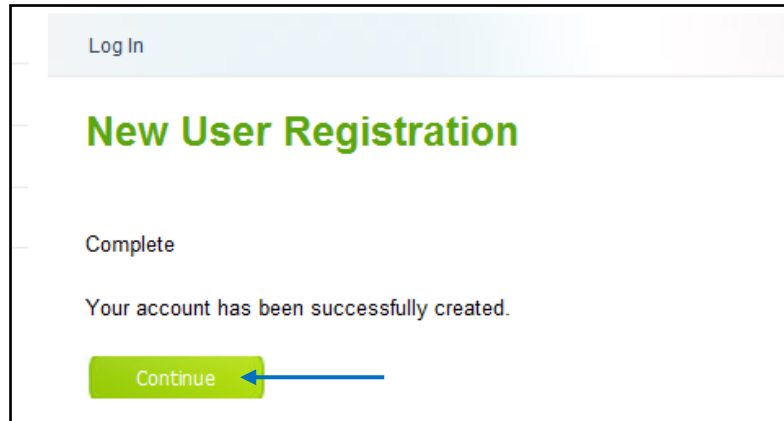 Log In
New User Registration
Complete
Your account has been successfully created.
Continue